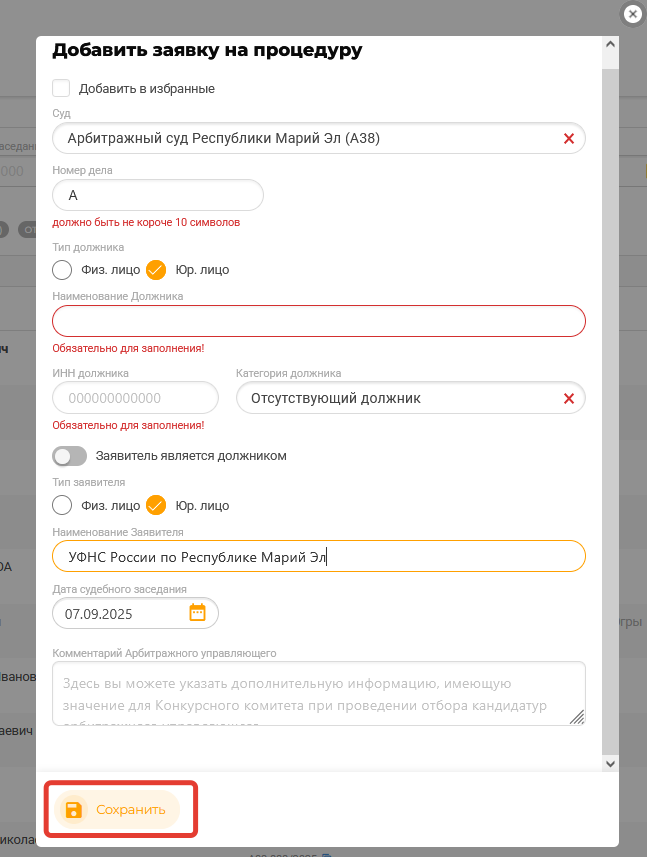 Добавить заявку на процедуру
Добавить в избранные
Суд
Арбитражный суд Республики Марий Эл (А38)
Номер дела
А
должно быть не короче 10 символов
Тип должника
Физ. лицо Юр. лицо
Наименование Должника
Обязательно для заполнения!
ИНН должника Категория должника
000000000000 Отсутствующий должник
Обязательно для заполнения!
Заявитель является должником
Тип заявителя
Физ. лицо Юр. лицо
Наименование Заявителя
УФНС России по Республике Марий Эл
Дата судебного заседания
07.09.2025
Комментарий Арбитражного управляющего
Здесь вы можете указать дополнительную информацию, имеющую
значение для Конкурсного комитета при проведении отбора кандидатур
Сохранить